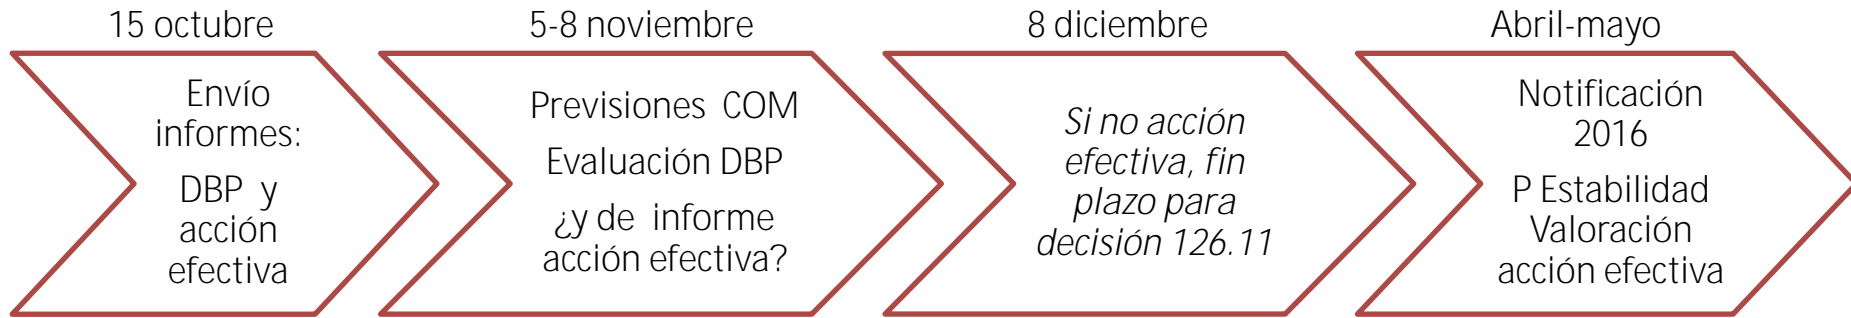 15 octubre
Envío
informes:
DBP y
acción
efectiva
5-8 noviembre
Previsiones COM
Evaluación DBP
¿y de informe
acción efectiva?
8 diciembre
Si no acción
efectiva, fin
plazo para
decisión 126.11
Abril-mayo
Notificación
2016
P Estabilidad
Valoración
acción efectiva